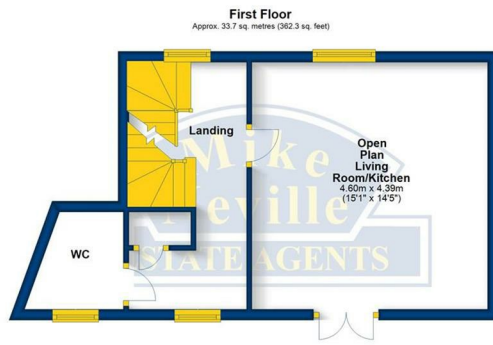 First Floor
Approx. 33.7 sq. metres (362.3 sq. feet)
Landing
Open
Plan
Living
Room/Kitchen
4.60m x 4.39m
(15'1" x 14'5")
WC
Mike
Neville
ESTATE AGENTS